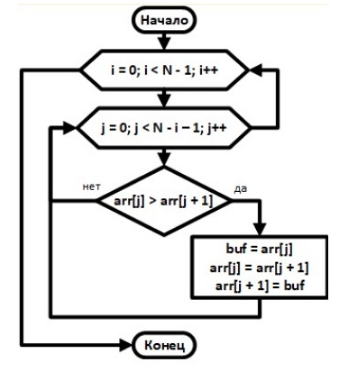 Начало
i = 0; i < N - 1; i++
j = 0; j < N - i – 1; j++
нет
да
arr[j] > arr[j + 1]
buf = arr[j]
arr[j] = arr[j + 1]
arr[j + 1] = buf
Конец